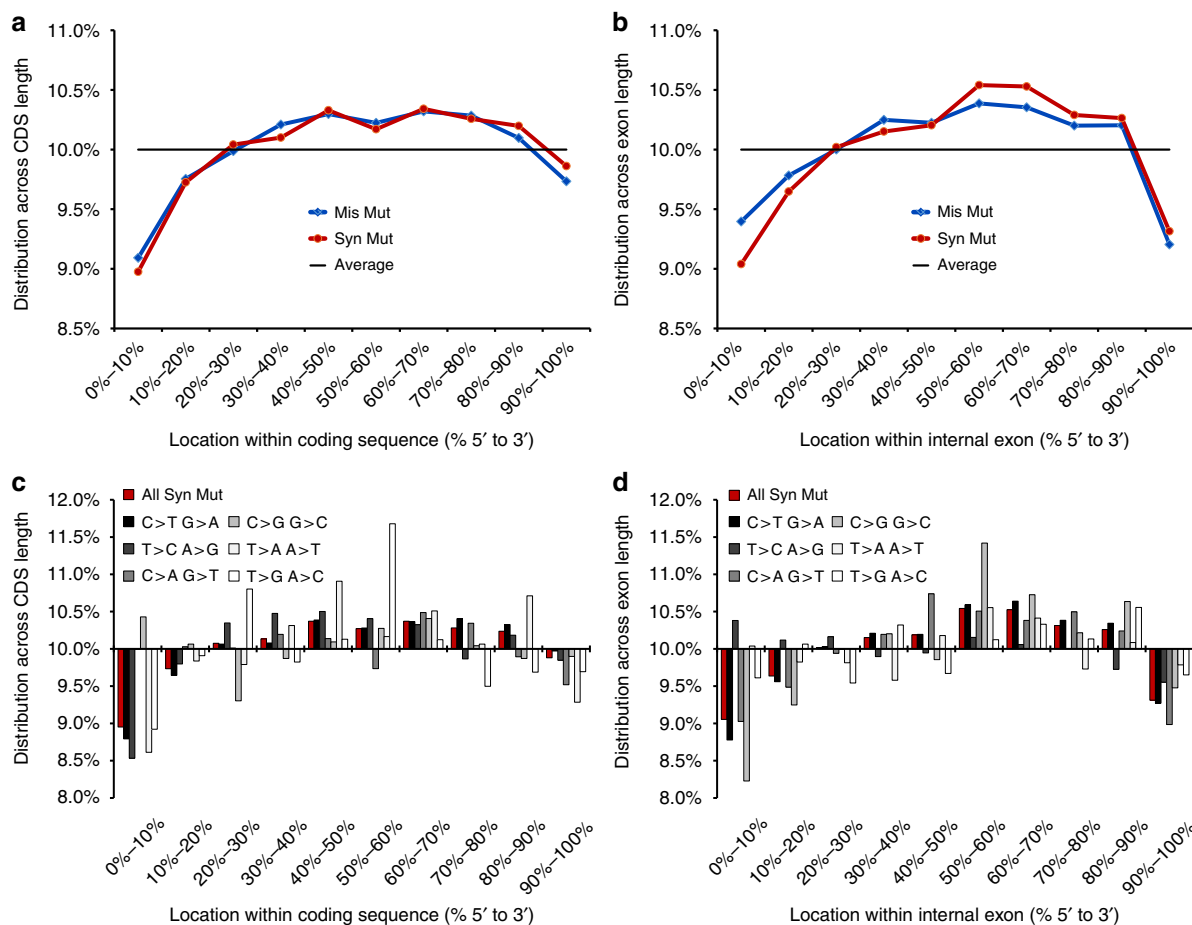 a
Distribution across CDS length
11.0%
10.5%
10.0%
9.5%
9.0%
8.5%
Mis Mut
Syn Mut
Average
0%–10%
10%–20%
20%–30%
30%–40%
40%–50%
50%–60%
60%–70%
70%–80%
80%–90%
90%–100%
Location within coding sequence (% 5′ to 3′)
b
Distribution across exon length
11.0%
10.5%
10.0%
9.5%
9.0%
8.5%
Mis Mut
Syn Mut
Average
0%–10%
10%–20%
20%–30%
30%–40%
40%–50%
50%–60%
60%–70%
70%–80%
80%–90%
90%–100%
Location within internal exon (% 5′ to 3′)
c
Distribution across CDS length
12.0%
11.5%
11.0%
10.5%
10.0%
9.5%
9.0%
8.5%
8.0%
All Syn Mut
C>T G>A
C>G G>C
T>C A>G
T>A A>T
C>A G>T
T>G A>C
0%–10%
10%–20%
20%–30%
30%–40%
40%–50%
50%–60%
60%–70%
70%–80%
80%–90%
90%–100%
Location within coding sequence (% 5′ to 3′)
d
Distribution across exon length
12.0%
11.5%
11.0%
10.5%
10.0%
9.5%
9.0%
8.5%
8.0%
All Syn Mut
C>T G>A
C>G G>C
T>C A>G
T>A A>T
C>A G>T
T>G A>C
0%–10%
10%–20%
20%–30%
30%–40%
40%–50%
50%–60%
60%–70%
70%–80%
80%–90%
90%–100%
Location within internal exon (% 5′ to 3′)